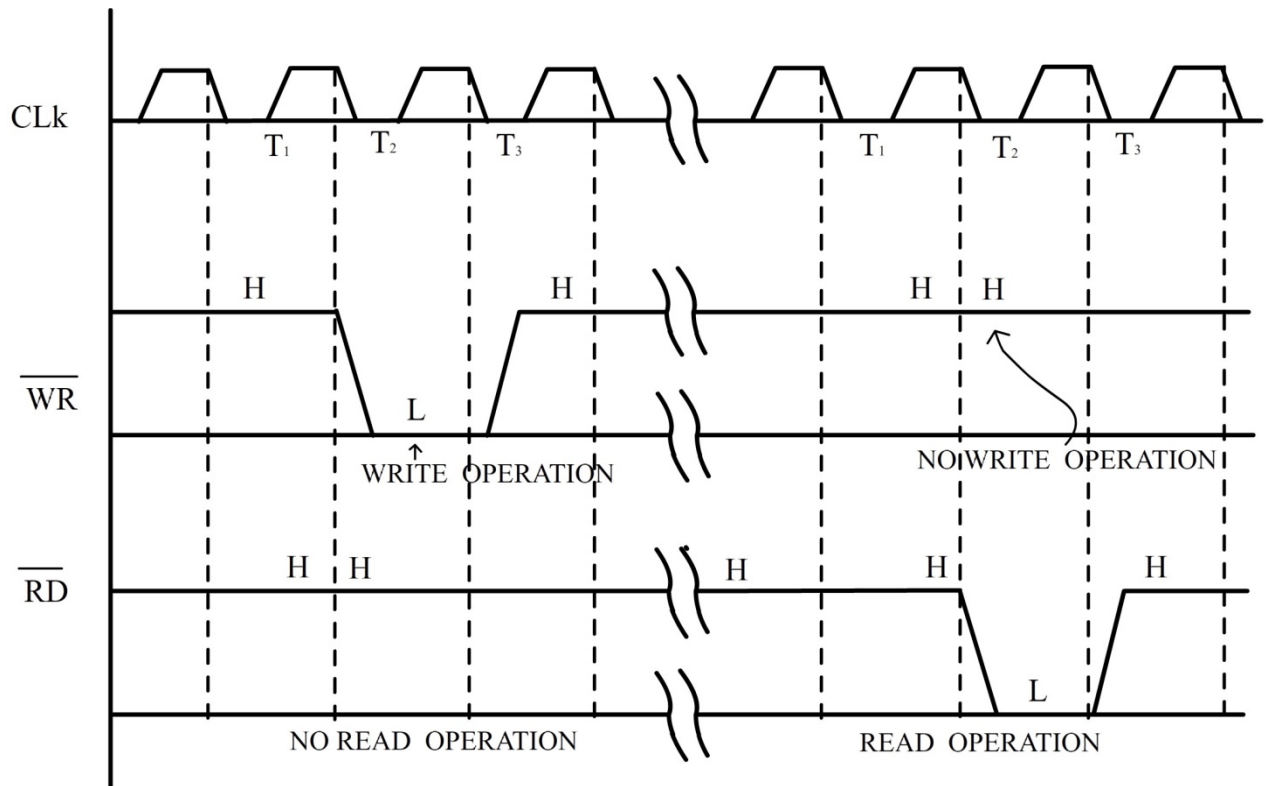 CLk
T₁ T₂ T₃ T₁ T₂ T₃
H H H H
WR
L
WRITE OPERATION NO WRITE OPERATION
RD
H H H H H
L
NO READ OPERATION READ OPERATION